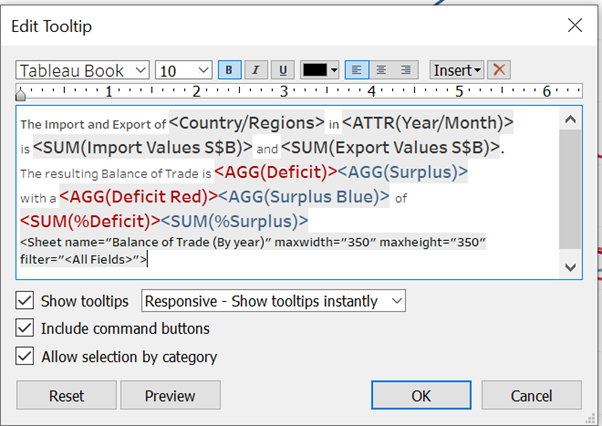 Edit Tooltip
Tableau Book 10 B I U Insert
1 2 3 4 5 6
The Import and Export of <Country/Regions> in <ATTR(Year/Month)>
is <SUM(Import Values S$B)> and <SUM(Export Values S$B)>.
The resulting Balance of Trade is <AGG(Deficit)><AGG(Surplus)>
with a <AGG(Deficit Red)><AGG(Surplus Blue)> of
<SUM(%Deficit)><SUM(%Surplus)>
<Sheet name="Balance of Trade (By year)" maxwidth="350" maxheight="350"
filter="<All Fields>">
Show tooltips Responsive - Show tooltips instantly
Include command buttons
Allow selection by category
Reset Preview OK Cancel